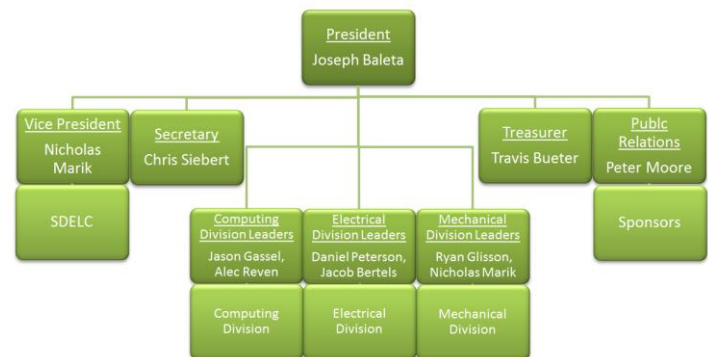 President
Joseph Baleta
Vice President
Nicholas
Marik
Secretary
Chris Siebert
Treasurer
Travis Bueter
Publc
Relations
Peter Moore
SDELC
Sponsors
Computing
Division Leaders
Jason Gassel,
Alec Reven
Electrical
Division Leaders
Daniel Peterson,
Jacob Bertels
Mechanical
Division Leaders
Ryan Glisson,
Nicholas Marik
Computing
Division
Electrical
Division
Mechanical
Division